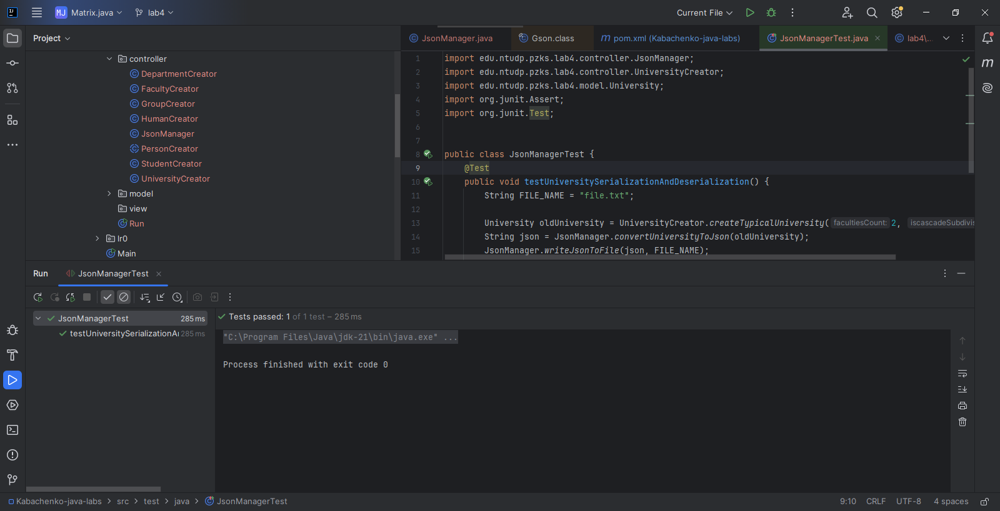 MJ Matrix.java lab4 Current File
Project
controller
DepartmentCreator
FacultyCreator
GroupCreator
HumanCreator
JsonManager
PersonCreator
StudentCreator
UniversityCreator
model
view
Run
lr0
Main
JsonManager.java Gson.class pom.xml (Kabachenko-java-labs) JsonManagerTest.java lab4\...
1 import edu.ntudp.pzks.lab4.controller.JsonManager;
2 import edu.ntudp.pzks.lab4.controller.UniversityCreator;
3 import edu.ntudp.pzks.lab4.model.University;
4 import org.junit.Assert;
5 import org.junit.Test;
6
7
8 public class JsonManagerTest {
9 @Test
10 public void testUniversitySerializationAndDeserialization() {
11 String FILE_NAME = "file.txt";
12
13 University oldUniversity = UniversityCreator.createTypicalUniversity( facultiesCount: 2, iscascadeSubdivis
14 String json = JsonManager.convertUniversityToJson(oldUniversity);
15 JsonManager.writeJsonToFile(json, FILE_NAME);
Run JsonManagerTest
JsonManagerTest 285 ms
testUniversitySerializationAn 285 ms
Tests passed: 1 of 1 test – 285 ms
"C:\Program Files\Java\jdk-21\bin\java.exe" ...
Process finished with exit code 0
Kabachenko-java-labs > src > test > java > JsonManagerTest
9:10 CRLF UTF-8 4 spaces